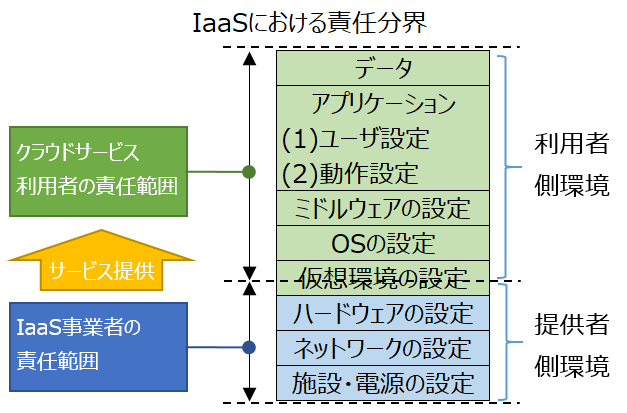 IaaSにおける責任分界
データ
アプリケーション
(1)ユーザ設定
(2)動作設定
ミドルウェアの設定
OSの設定
仮想環境の設定
ハードウェアの設定
ネットワークの設定
施設・電源の設定
クラウドサービス
利用者の責任範囲
サービス提供
IaaS事業者の
責任範囲
利用者
側環境
提供者
側環境